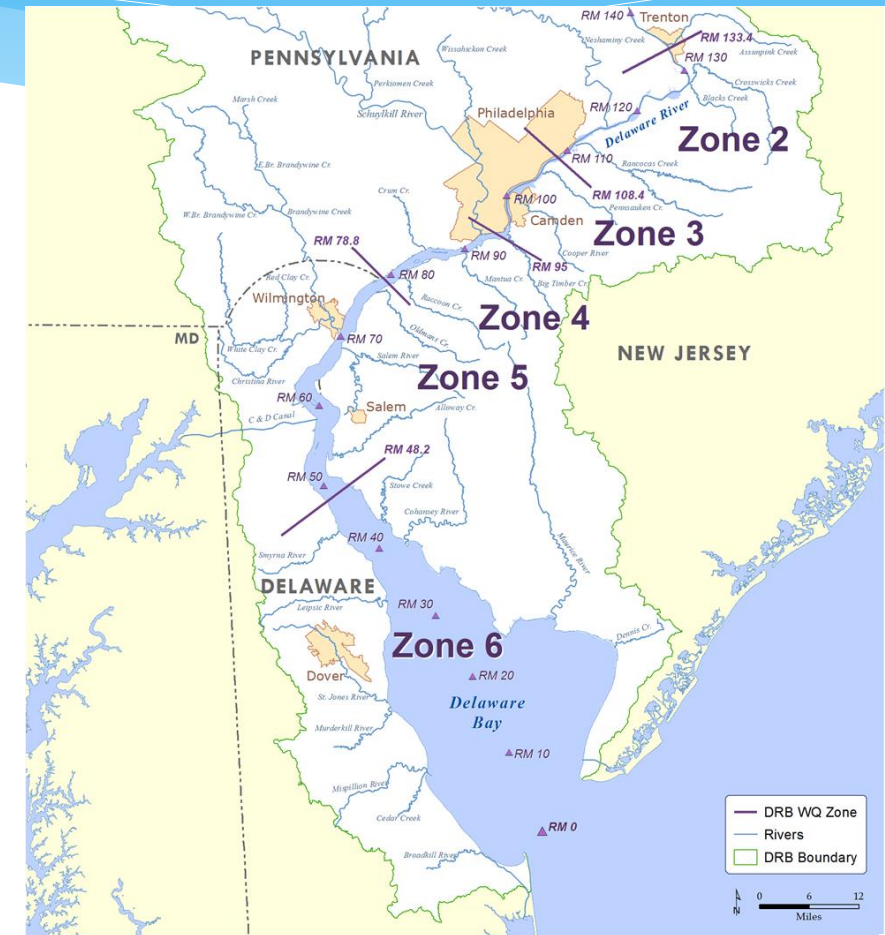 RM 140
Trenton
Neshaminy Creek
RM 133.4
Assunpink Creek
Wissahickon Creek
PENNSYLVANIA
RM 130
Perkiomen Creek
Crosswicks Creek
Marsh Creek
Blacks Creek
Philadelphia
Schuylkill River
RM 120
Delaware River
Zone 2
RM 110
E.Br. Brandywine Cr.
Rancocas Creek
Crum Cr.
RM 108.4
RM 100
Pennsauken Cr.
W.Br. Brandywine Cr.
Brandywine Creek
Camden
Zone 3
RM 78.8
Cooper River
RM 90
RM 95
Red Clay Cr.
RM 80
Mantua Cr.
Big Timber Cr.
Wilmington
Raccoon Cr.
Zone 4
Oldmans Cr.
MD
RM 70
White Clay Cr.
Salem River
NEW JERSEY
Christina River
Zone 5
RM 60
Salem
Alloway Cr.
C & D Canal
RM 48.2
RM 50
Stowe Creek
Cohansey River
RM 40
Smyrna River
Maurice River
DELAWARE
RM 30
Leipsic River
Zone 6
Dennis Cr.
Dover
RM 20
St. Jones River
Delaware
Bay
Murderkill River
RM 10
Mispillion River
Cedar Creek
RM 0
Broadkill River
DRB WQ Zone
Rivers
DRB Boundary
N
0 6 12
Miles